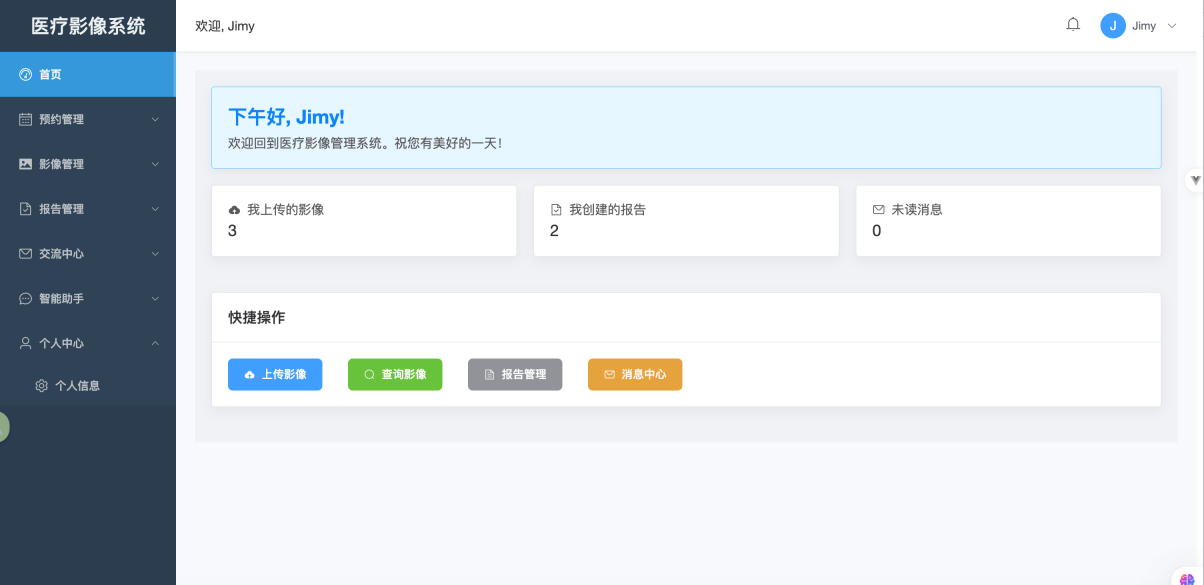 医疗影像系统
欢迎, Jimy
J
Jimy
首页
预约管理
影像管理
报告管理
交流中心
智能助手
个人中心
个人信息
下午好, Jimy!
欢迎回到医疗影像管理系统。祝您有美好的一天!
我上传的影像
3
我创建的报告
2
未读消息
0
快捷操作
上传影像
查询影像
报告管理
消息中心